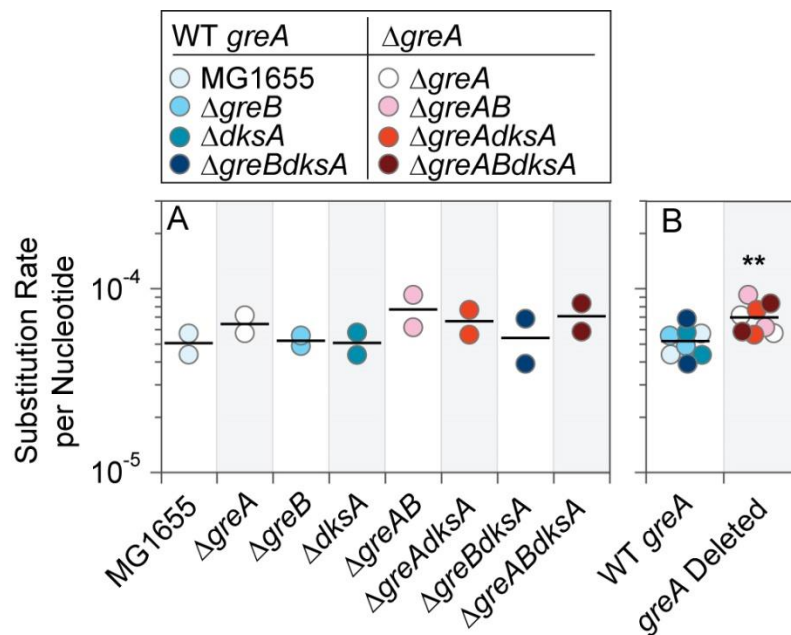 WT greA ΔgreA
MG1655 ΔgreA
ΔgreB ΔgreAB
ΔdksA ΔgreAdksA
ΔgreBdksA ΔgreABdksA
A B
**
Substitution Rate
per Nucleotide
10⁻⁴
10⁻⁵
MG1655
ΔgreA
ΔgreB
ΔdksA
ΔgreAB
ΔgreAdksA
ΔgreBdksA
ΔgreABdksA
WT greA
greA Deleted